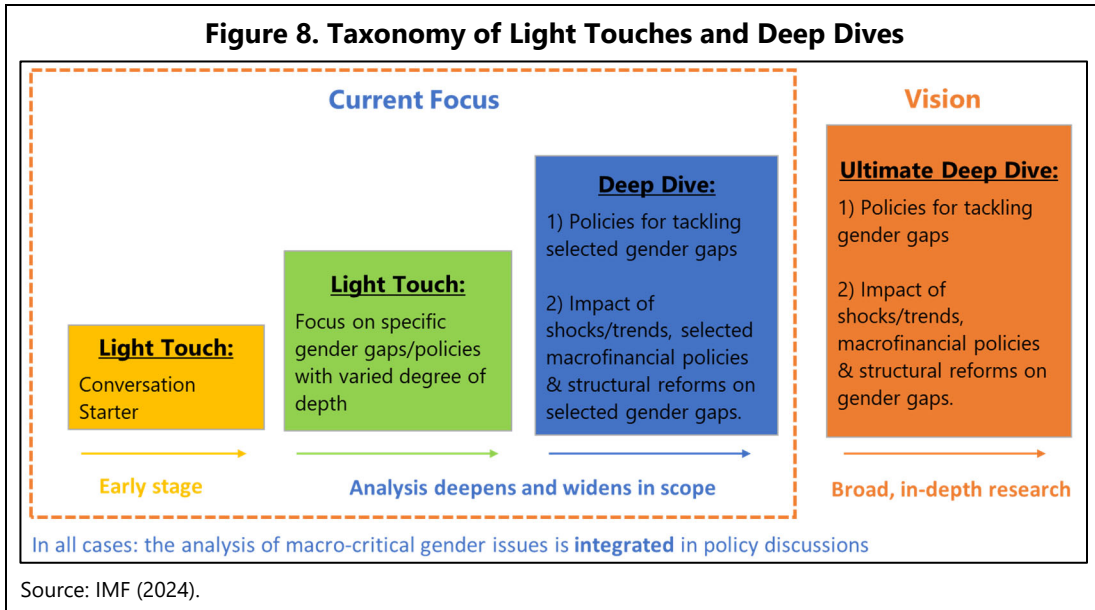 Figure 8. Taxonomy of Light Touches and Deep Dives
Current Focus
Vision
Light Touch:
Conversation
Starter
Light Touch:
Focus on specific
gender gaps/policies
with varied degree of
depth
Deep Dive:
1) Policies for tackling
selected gender gaps
2) Impact of
shocks/trends, selected
macrofinancial policies
& structural reforms on
selected gender gaps.
Ultimate Deep Dive:
1) Policies for tackling
gender gaps
2) Impact of
shocks/trends,
macrofinancial policies
& structural reforms on
gender gaps.
Early stage
Analysis deepens and widens in scope
Broad, in-depth research
In all cases: the analysis of macro-critical gender issues is integrated in policy discussions
Source: IMF (2024).